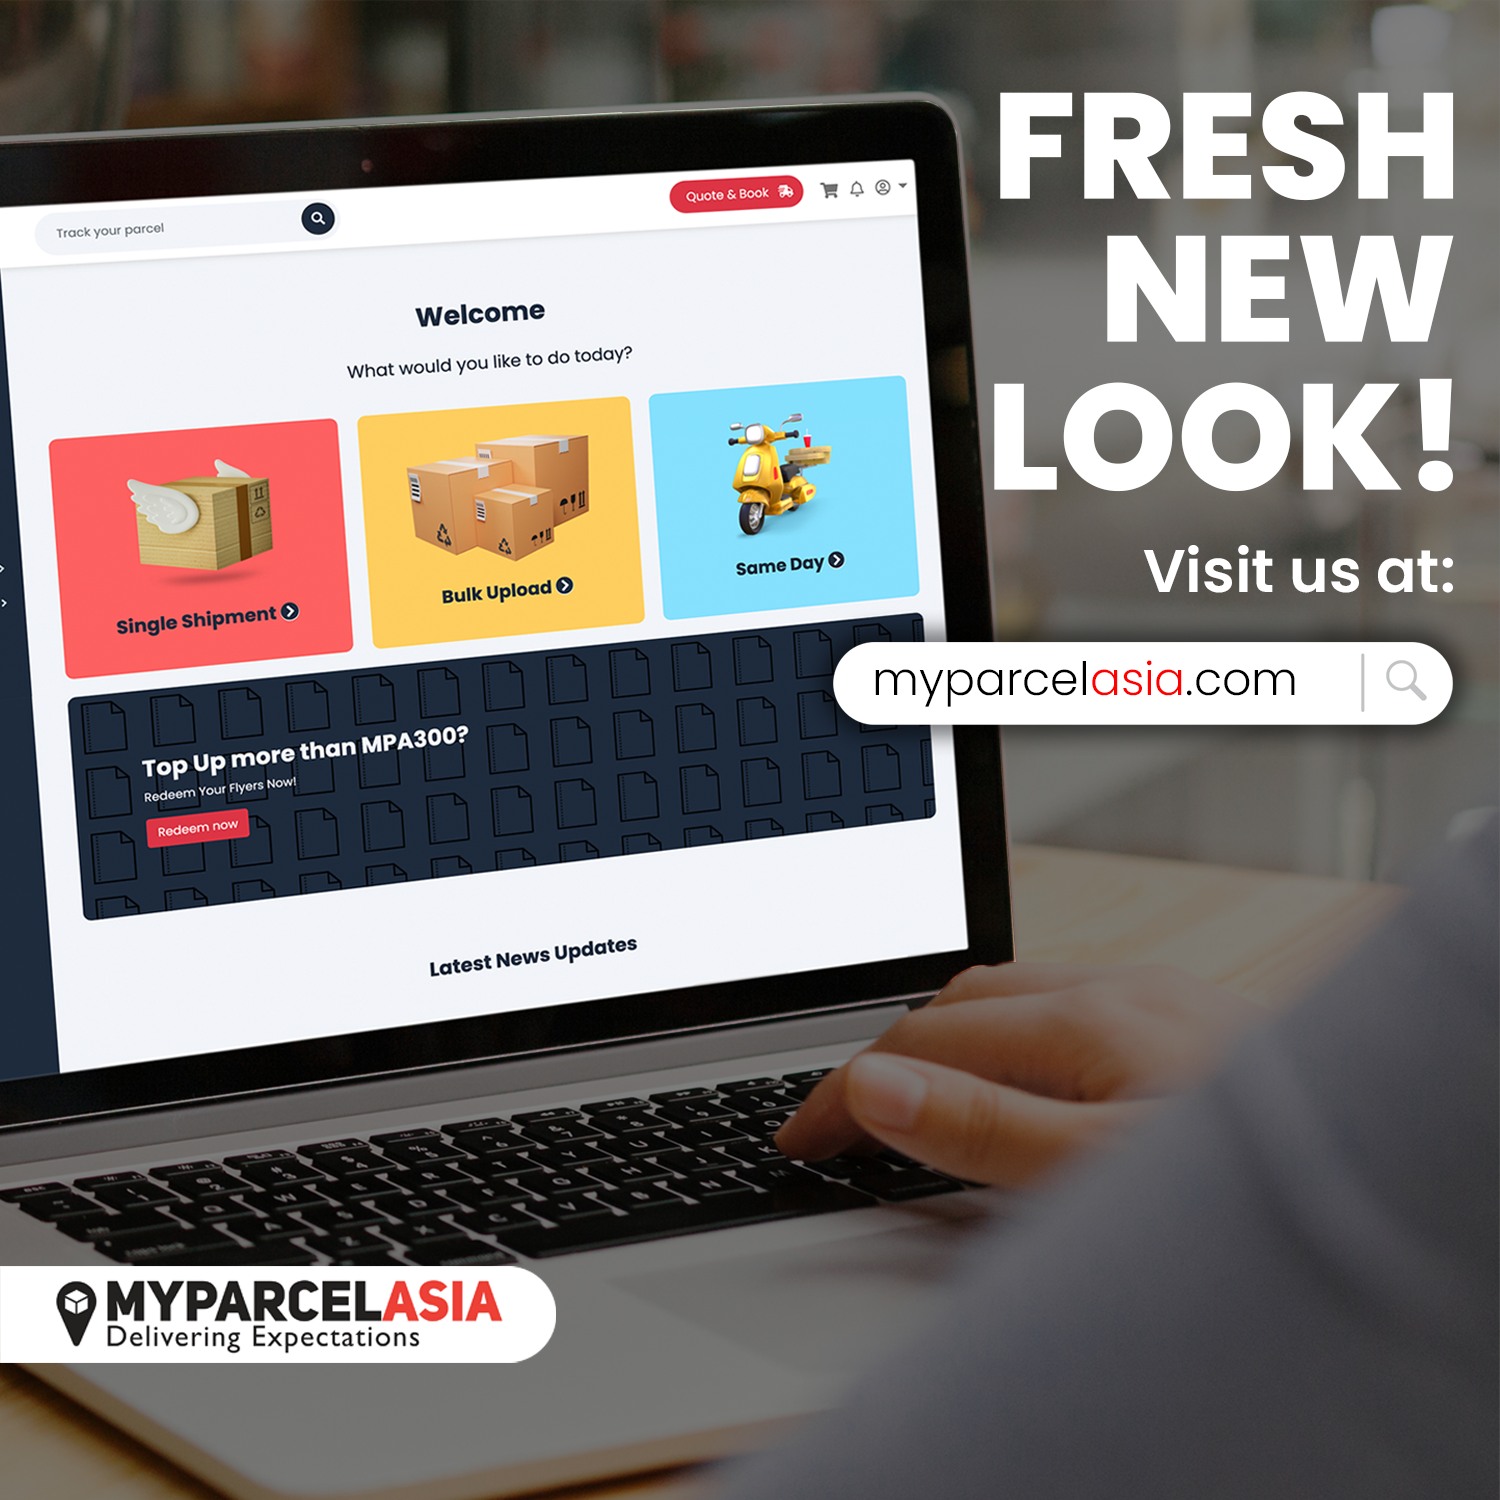 FRESH
NEW
LOOK!
Visit us at:
myparcelasia.com
Track your parcel
Quote & Book
Welcome
What would you like to do today?
Single Shipment
Bulk Upload
Same Day
Top Up more than MPA300?
Redeem Your Flyers Now!
Redeem now
Latest News Updates
MYPARCELASIA
Delivering Expectations